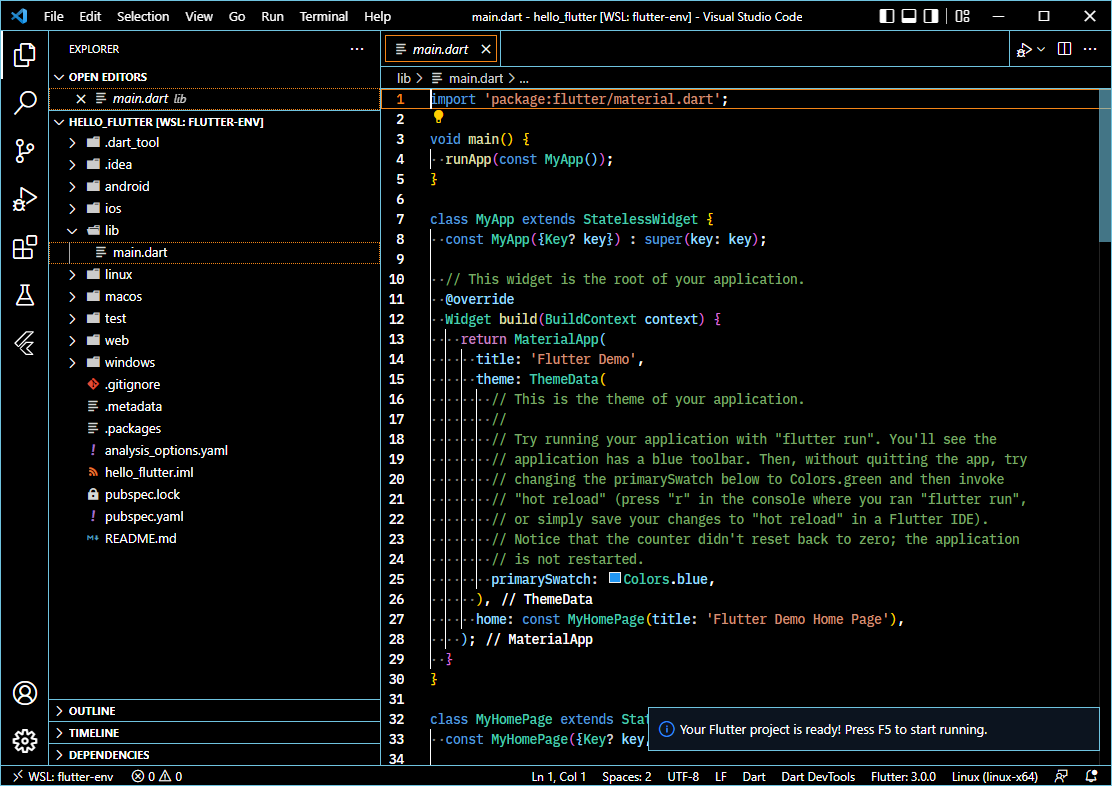 File Edit Selection View Go Run Terminal Help
main.dart - hello_flutter [WSL: flutter-env] - Visual Studio Code
EXPLORER
OPEN EDITORS
main.dart lib
HELLO_FLUTTER [WSL: FLUTTER-ENV]
.dart_tool
.idea
android
ios
lib
main.dart
linux
macos
test
web
windows
.gitignore
.metadata
.packages
! analysis_options.yaml
hello_flutter.iml
pubspec.lock
! pubspec.yaml
README.md
OUTLINE
TIMELINE
DEPENDENCIES
main.dart
lib > main.dart > ...
1 import 'package:flutter/material.dart';
2
3 void main() {
4 runApp(const MyApp());
5 }
6
7 class MyApp extends StatelessWidget {
8 const MyApp({Key? key}) : super(key: key);
9
10 // This widget is the root of your application.
11 @override
12 Widget build(BuildContext context) {
13 return MaterialApp(
14 title: 'Flutter Demo',
15 theme: ThemeData(
16 // This is the theme of your application.
17 //
18 // Try running your application with "flutter run". You'll see the
19 // application has a blue toolbar. Then, without quitting the app, try
20 // changing the primarySwatch below to Colors.green and then invoke
21 // "hot reload" (press "r" in the console where you ran "flutter run",
22 // or simply save your changes to "hot reload" in a Flutter IDE).
23 // Notice that the counter didn't reset back to zero; the application
24 // is not restarted.
25 primarySwatch: Colors.blue,
26 ), // ThemeData
27 home: const MyHomePage(title: 'Flutter Demo Home Page'),
28 ); // MaterialApp
29 }
30 }
31
32 class MyHomePage extends Stat
33 const MyHomePage({Key? key,
34
Your Flutter project is ready! Press F5 to start running.
WSL: flutter-env 0 0 Ln 1, Col 1 Spaces: 2 UTF-8 LF Dart Dart DevTools Flutter: 3.0.0 Linux (linux-x64)